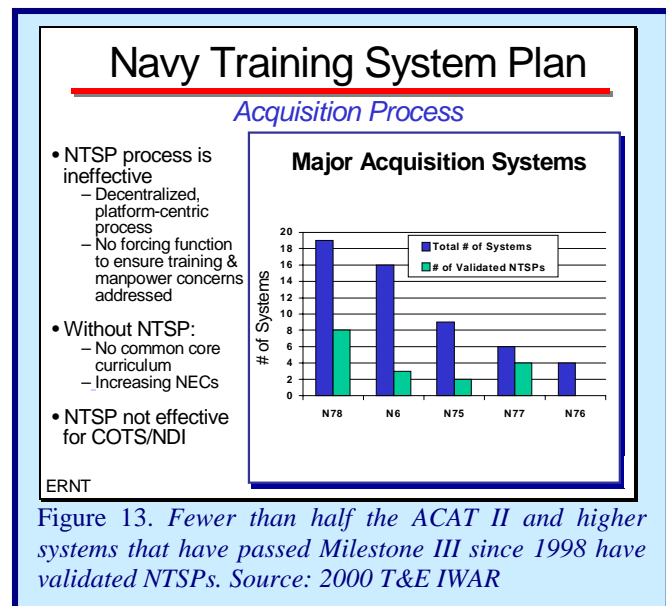 Navy Training System Plan
Acquisition Process
• NTSP process is
ineffective
– Decentralized,
platform-centric
process
– No forcing function
to ensure training &
manpower concerns
addressed
• Without NTSP:
– No common core
curriculum
– Increasing NECs
• NTSP not effective
for COTS/NDI
ERNT
Major Acquisition Systems
# of Systems
20
18
16
14
12
10
8
6
4
2
0
Total # of Systems
# of Validated NTSPs
N78 N6 N75 N77 N76
Figure 13. Fewer than half the ACAT II and higher
systems that have passed Milestone III since 1998 have
validated NTSPs. Source: 2000 T&E IWAR